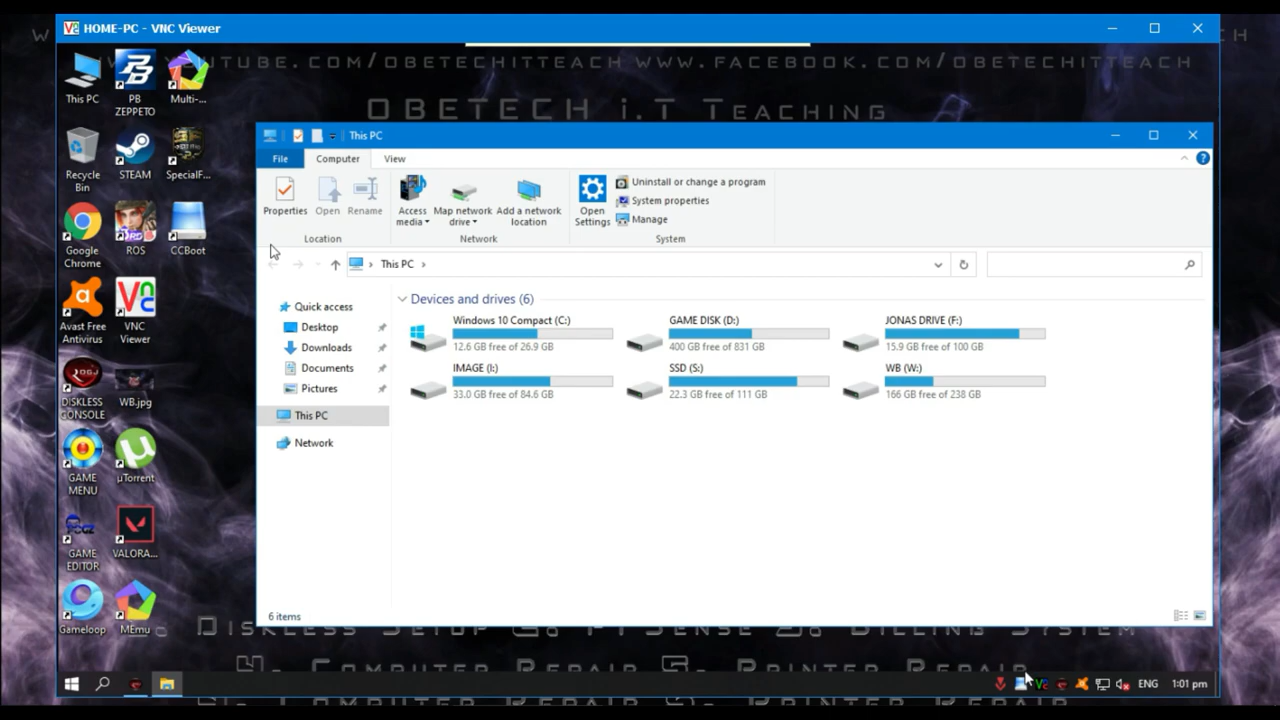 HOME-PC - VNC Viewer
YOUTUBE.COM/OBETECHITTEACH WWW.FACEBOOK.COM/OBETECHITTEACH
OBETECH i.T TEACHING
This PC
PB ZEPPETO
Multi-...
Recycle Bin
STEAM
SpecialF...
Google Chrome
ROS
CCBoot
Avast Free Antivirus
VNC Viewer
DISKLESS CONSOLE
WB.jpg
GAME MENU
µTorrent
GAME EDITOR
VALORA...
Gameloop
MEmu
This PC
File
Computer
View
Properties
Open
Rename
Access media
Map network drive
Add a network location
Open Settings
Uninstall or change a program
System properties
Manage
Location
Network
System
This PC
Quick access
Desktop
Downloads
Documents
Pictures
This PC
Network
Devices and drives (6)
Windows 10 Compact (C:)
12.6 GB free of 26.9 GB
GAME DISK (D:)
400 GB free of 831 GB
JONAS DRIVE (F:)
15.9 GB free of 100 GB
IMAGE (I:)
33.0 GB free of 84.6 GB
SSD (S:)
22.3 GB free of 111 GB
WB (W:)
166 GB free of 238 GB
6 items
DISKLESS SETUP
BILLING SYSTEM
COMPUTER REPAIR
PRINTER REPAIR
ENG
1:01 pm